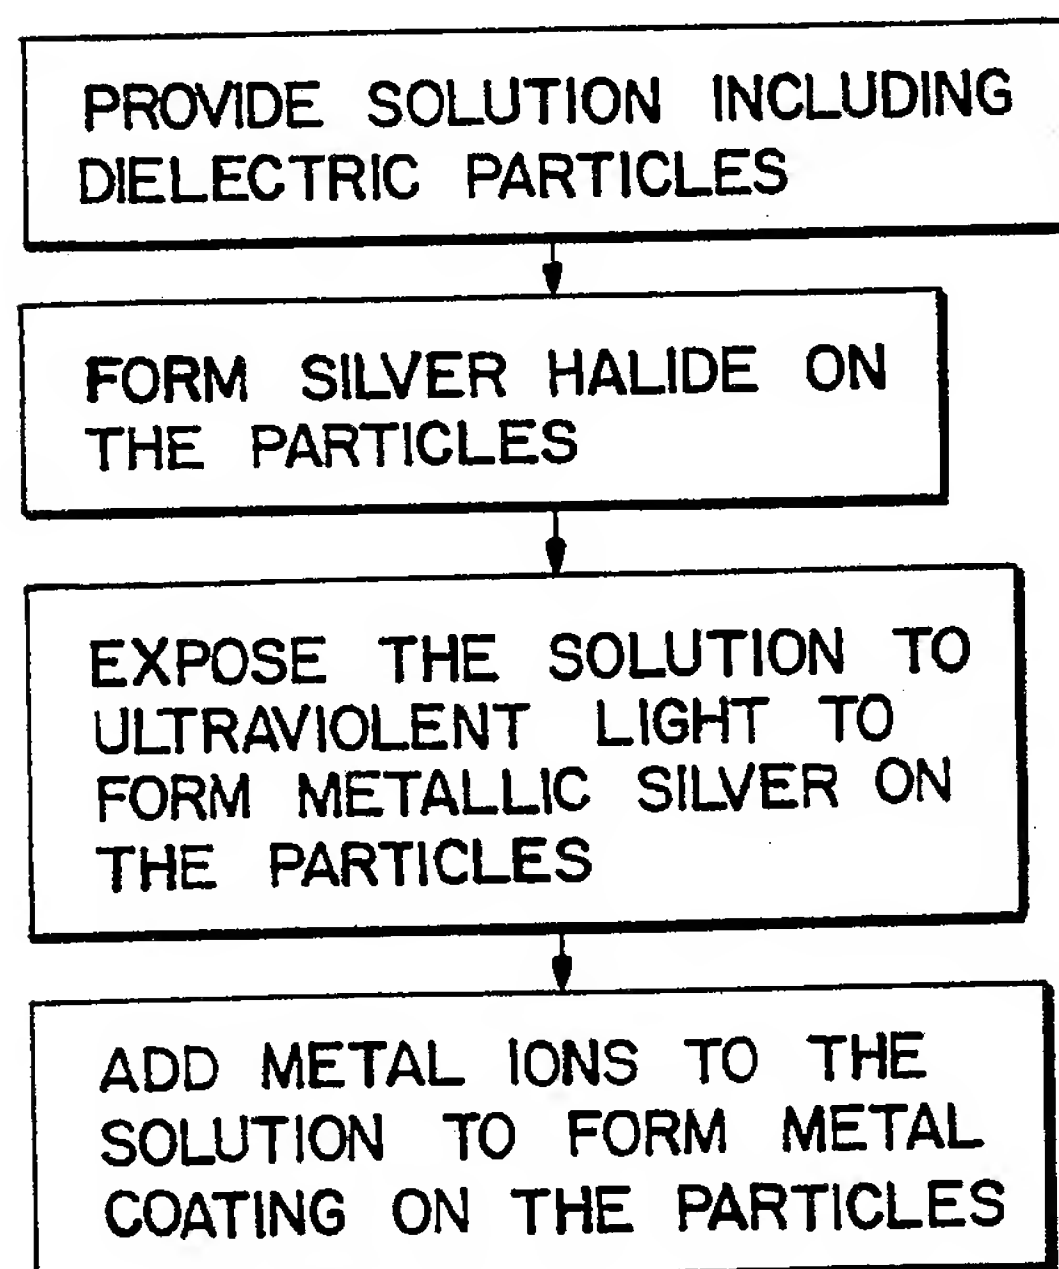 PROVIDE SOLUTION INCLUDING
DIELECTRIC PARTICLES
FORM SILVER HALIDE ON
THE PARTICLES
EXPOSE THE SOLUTION TO
ULTRAVIOLENT LIGHT TO
FORM METALLIC SILVER ON
THE PARTICLES
ADD METAL IONS TO THE
SOLUTION TO FORM METAL
COATING ON THE PARTICLES